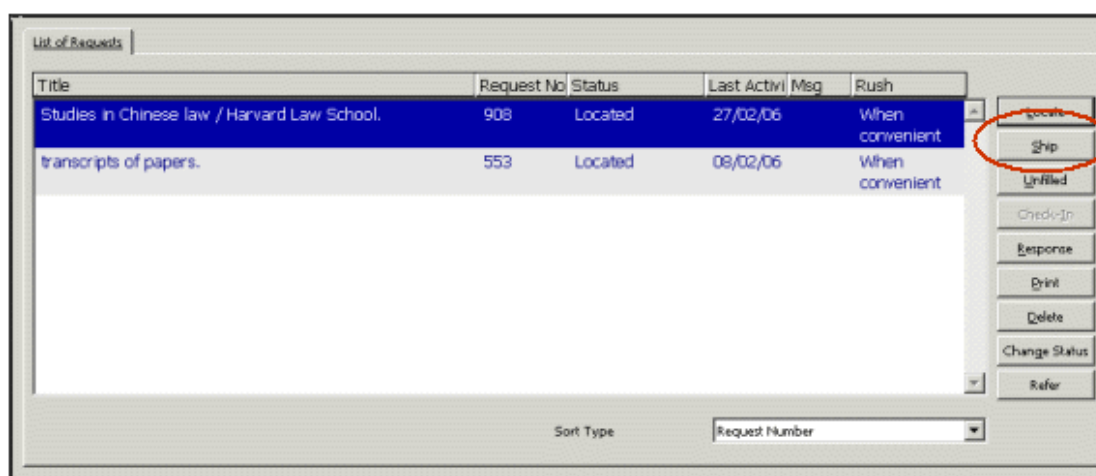 List of Requests
Title Request No Status Last Activi Msg Rush
Studies in Chinese law / Harvard Law School. 908 Located 27/02/06 When
convenient
transcripts of papers. 553 Located 08/02/06 When
convenient
Locate
Ship
Unfilled
Check-In
Response
Print
Delete
Change Status
Refer
Sort Type Request Number